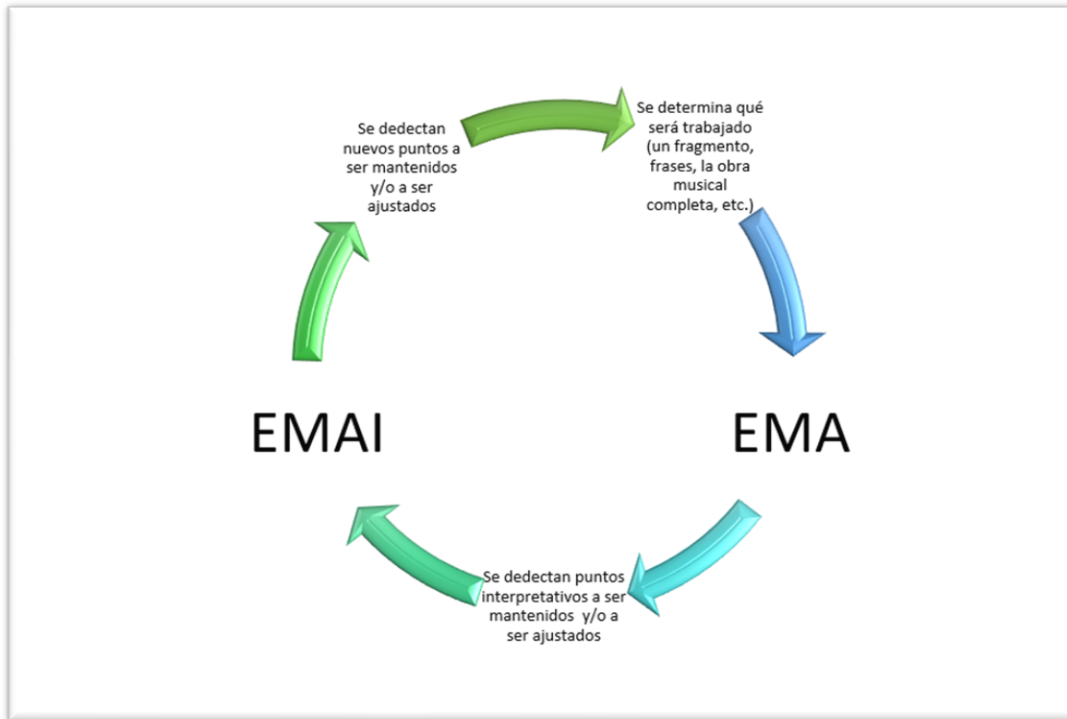 Se dedectan
nuevos puntos a
ser mantenidos
y/o a ser
ajustados
Se determina qué
será trabajado
(un fragmento,
frases, la obra
musical
completa, etc.)
EMAI
EMA
Se dedectan puntos
interpretativos a ser
mantenidos  y/o a
ser ajustados